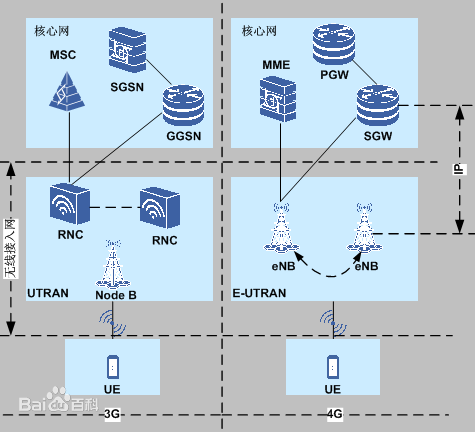 核心网
MSC
SGSN
GGSN
核心网
PGW
MME
SGW
IP
无线接入网
RNC
RNC
UTRAN
Node B
eNB
eNB
E-UTRAN
UE
UE
Bai百科
3G
4G